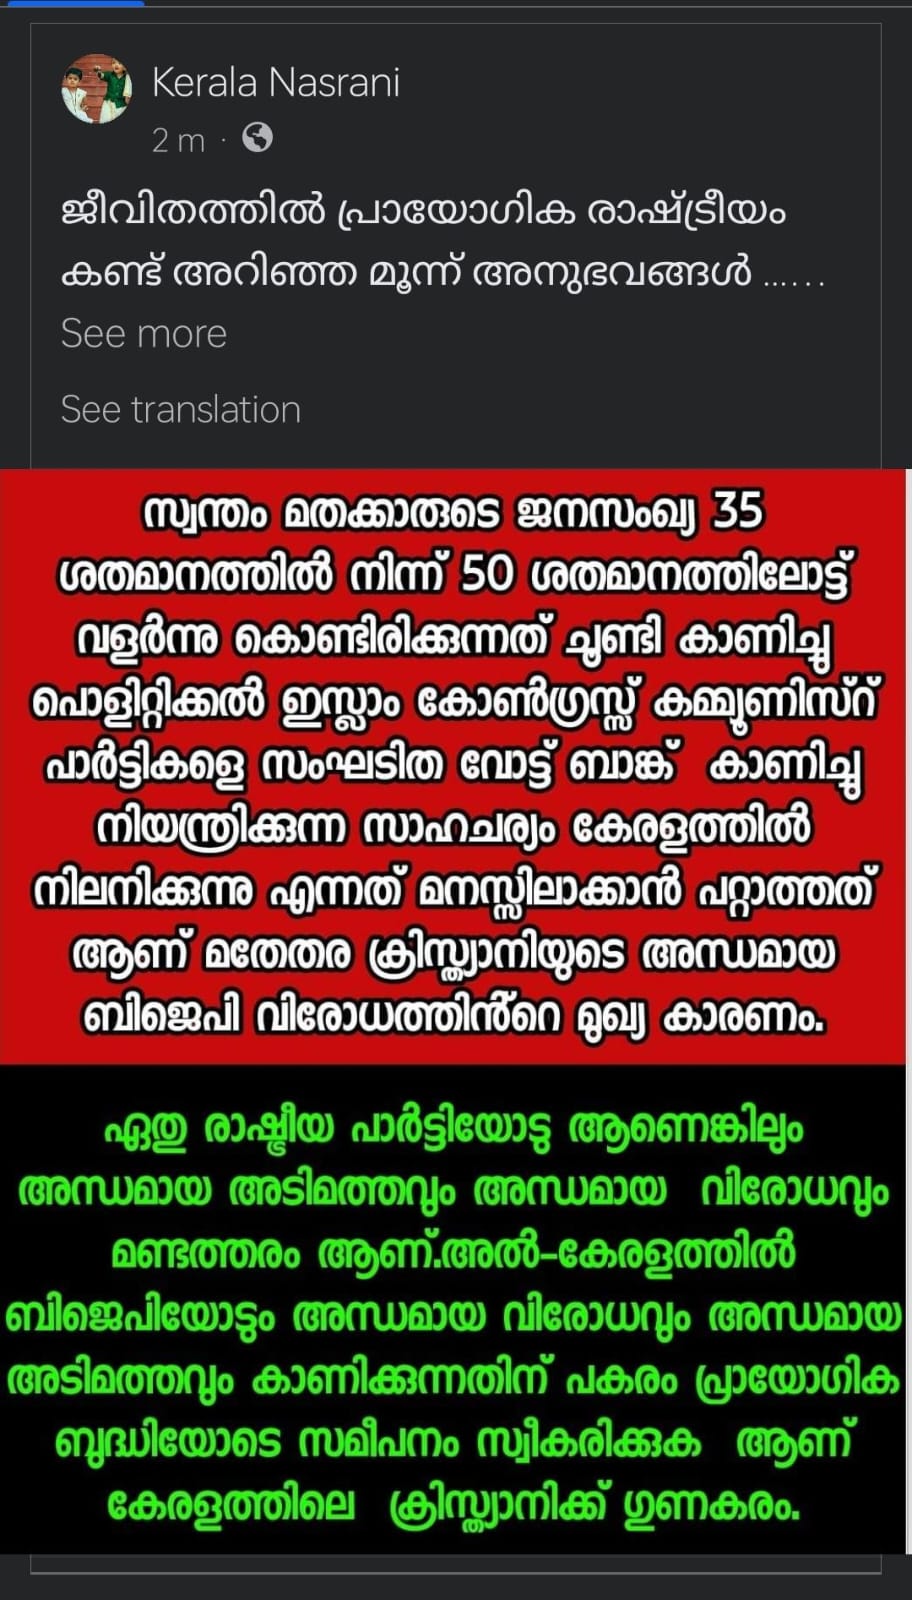 Kerala Nasrani
2 m ·
ജീവിതത്തിൽ പ്രായോഗിക രാഷ്ട്രീയം
കണ്ട് അറിഞ്ഞ മൂന്ന് അനുഭവങ്ങൾ ......
See more
See translation
സ്വന്തം മതക്കാരുടെ ജനസംഖ്യ 35
ശതമാനത്തിൽ നിന്ന് 50 ശതമാനത്തിലോട്ട്
വളർന്നു കൊണ്ടിരിക്കുന്നത് ചൂണ്ടി കാണിച്ചു
പൊളിറ്റിക്കൽ ഇസ്ലാം കോൺഗ്രസ്സ് കമ്മ്യൂണിസ്റ്
പാർട്ടികളെ സംഘടിത വോട്ട് ബാങ്ക് കാണിച്ചു
നിയന്ത്രിക്കുന്ന സാഹചര്യം കേരളത്തിൽ
നിലനിക്കുന്നു എന്നത് മനസ്സിലാക്കാൻ പറ്റാത്തത്
ആണ് മതേതര ക്രിസ്ത്യാനിയുടെ അന്ധമായ
ബിജെപി വിരോധത്തിൻ്റെ മുഖ്യ കാരണം.
ഏതു രാഷ്ട്രീയ പാർട്ടിയോടു ആണെങ്കിലും
അന്ധമായ അടിമത്തവും അന്ധമായ വിരോധവും
മണ്ടത്തരം ആണ്.അൽ-കേരളത്തിൽ
ബിജെപിയോടും അന്ധമായ വിരോധവും അന്ധമായ
അടിമത്തവും കാണിക്കുന്നതിന് പകരം പ്രായോഗിക
ബുദ്ധിയോടെ സമീപനം സ്വീകരിക്കുക ആണ്
കേരളത്തിലെ ക്രിസ്ത്യാനിക്ക് ഗുണകരം.